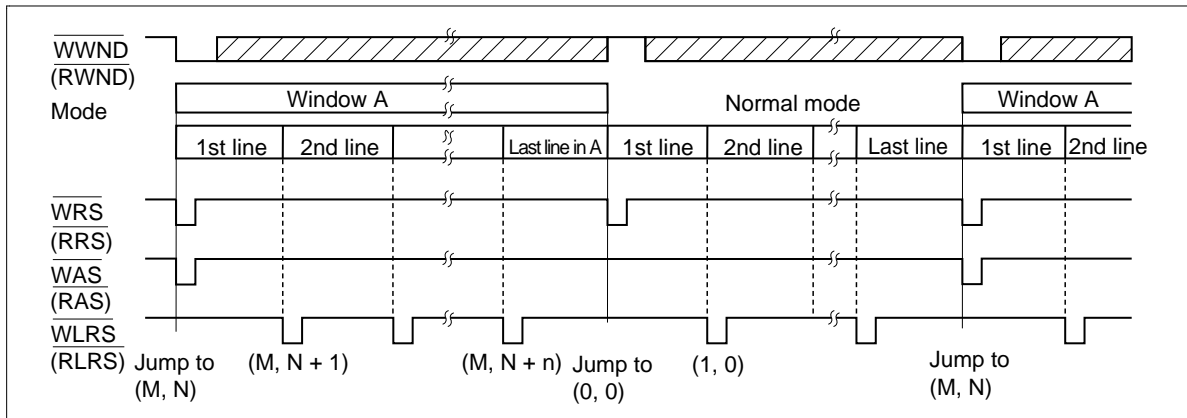 WWND
(RWND)
Mode
Window A
Normal mode
Window A
1st line
2nd line
Last line in A
1st line
2nd line
Last line
1st line
2nd line
WRS
(RRS)
WAS
(RAS)
WLRS
(RLRS)
Jump to
(M, N)
(M, N + 1)
(M, N + n)
Jump to
(0, 0)
(1, 0)
Jump to
(M, N)